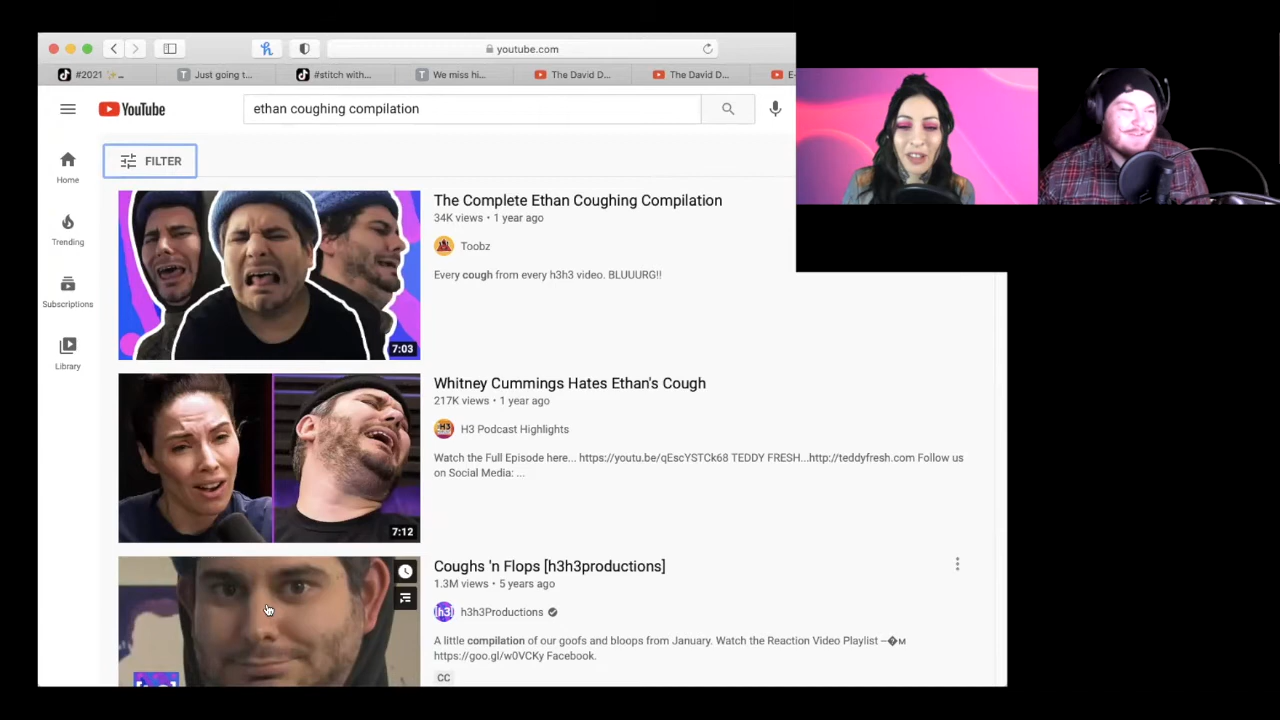 youtube.com
#2021 ✨_
Just going t...
#stitch with...
We miss hi...
The David D...
The David D...
E-
YouTube
ethan coughing compilation
FILTER
Home
Trending
Subscriptions
Library
The Complete Ethan Coughing Compilation
34K views • 1 year ago
Toobz
Every cough from every h3h3 video. BLUUURG!!
7:03
Whitney Cummings Hates Ethan's Cough
217K views • 1 year ago
H3 Podcast Highlights
Watch the Full Episode here... https://youtu.be/qEscYSTCk68 TEDDY FRESH...http://teddyfresh.com Follow us
on Social Media: ...
7:12
Coughs 'n Flops [h3h3productions]
1.3M views • 5 years ago
h3h3Productions
A little compilation of our goofs and bloops from January. Watch the Reaction Video Playlist –�м
https://goo.gl/w0VCKy Facebook.
CC